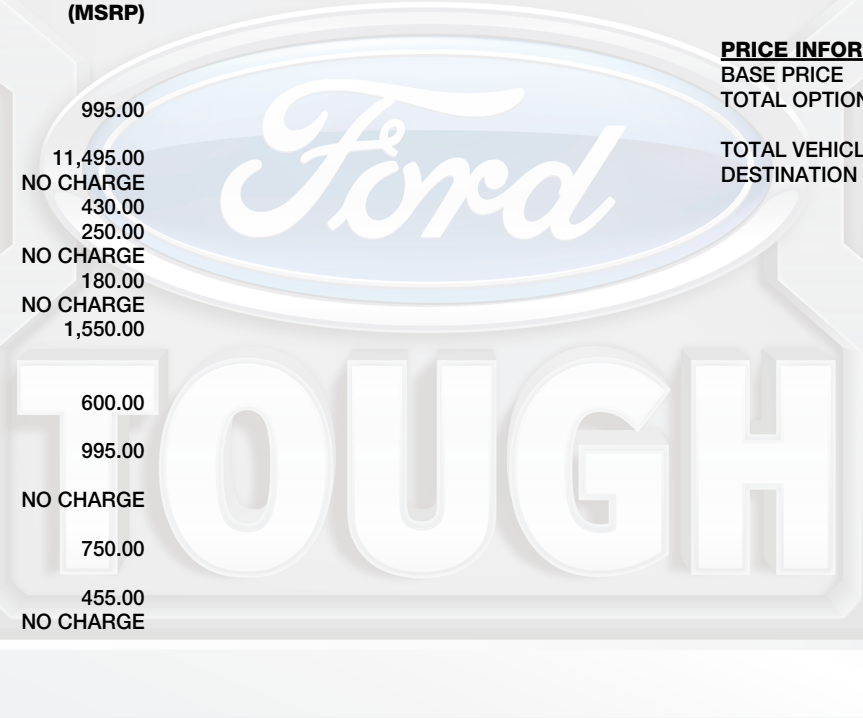 (MSRP)
995.00
11,495.00
NO CHARGE
430.00
250.00
NO CHARGE
180.00
NO CHARGE
1,550.00
600.00
995.00
NO CHARGE
750.00
455.00
NO CHARGE
PRICE INFOR
BASE PRICE
TOTAL OPTION
TOTAL VEHICL
DESTINATION
Ford
TOUGH